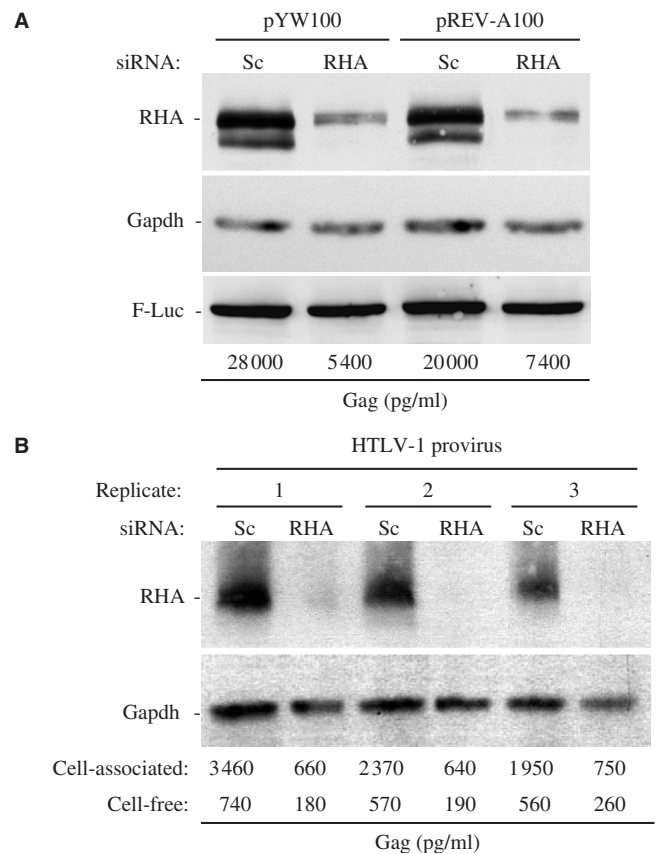 A
pYW100 pREV-A100
siRNA: Sc RHA Sc RHA
RHA -
Gapdh -
F-Luc -
28000 5400 20000 7400
Gag (pg/ml)
B
HTLV-1 provirus
Replicate: 1 2 3
siRNA: Sc RHA Sc RHA Sc RHA
RHA -
Gapdh -
Cell-associated: 3460 660 2370 640 1950 750
Cell-free: 740 180 570 190 560 260
Gag (pg/ml)